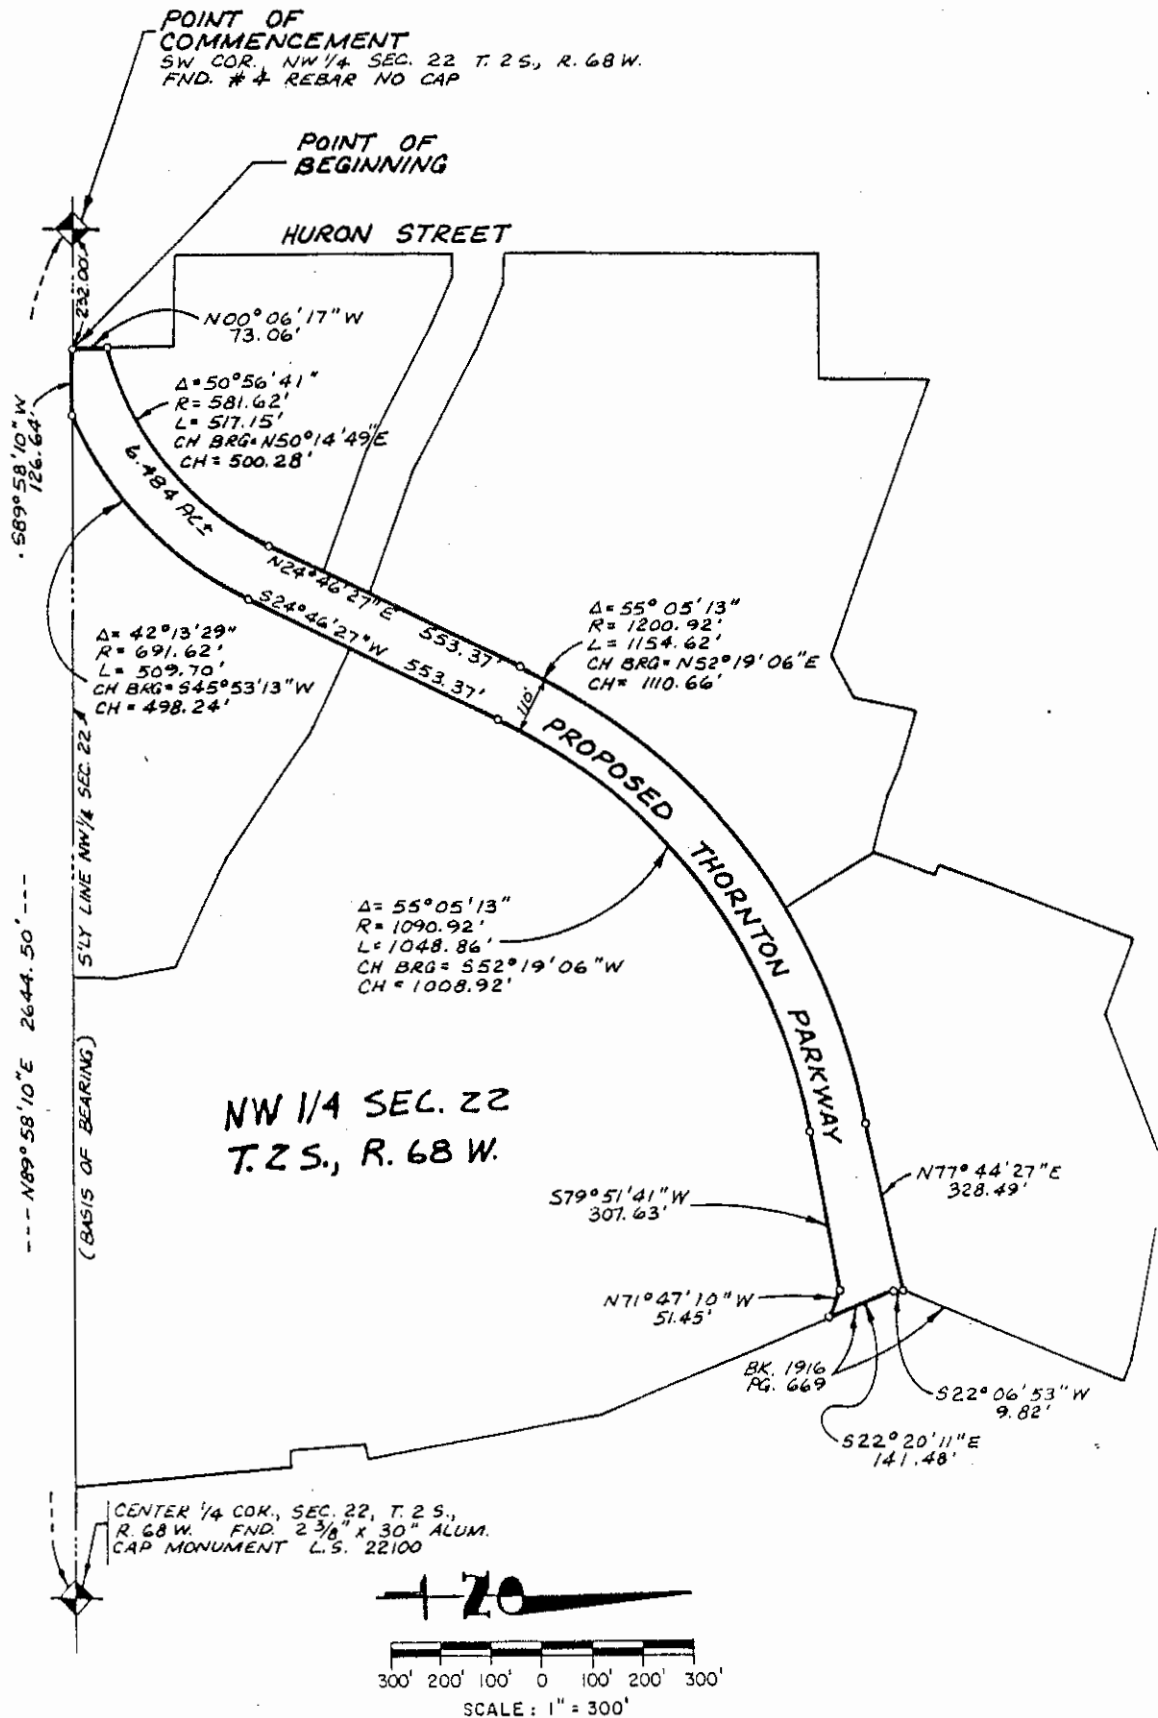 POINT OF
COMMENCEMENT
SW COR., NW 1/4 SEC. 22 T. 2 S., R. 68 W.
FND. #4 REBAR NO CAP
POINT OF
BEGINNING
HURON STREET
232.00'
N00°06'17"W
73.06'
Δ=50°56'41"
R=581.62'
L=517.15'
CH BRG=N50°14'49"E
CH=500.28'
S89°58'10"W
126.64'
6.484 AC±
N24°46'27"E 553.37'
S24°46'27"W 553.37'
Δ=42°13'29"
R=691.62'
L=509.70'
CH BRG=S45°53'13"W
CH=498.24'
Δ=55°05'13"
R=1200.92'
L=1154.62'
CH BRG=N52°19'06"E
CH=1110.66'
110'
PROPOSED THORNTON PARKWAY
S'LY LINE NW 1/4 SEC. 22
Δ=55°05'13"
R=1090.92'
L=1048.86'
CH BRG=S52°19'06"W
CH=1008.92'
---N89°58'10"E 2644.50'---
(BASIS OF BEARING)
NW 1/4 SEC. 22
T. 2 S., R. 68 W.
N77°44'27"E
328.49'
S79°51'41"W
307.63'
N71°47'10"W
51.45'
BK. 1916
PG. 669
S22°06'53"W
9.82'
S22°20'11"E
141.48'
CENTER 1/4 COR., SEC. 22, T. 2 S.,
R. 68 W. FND. 2 3/8" X 30" ALUM.
CAP MONUMENT L.S. 22100
N
300' 200' 100' 0 100' 200' 300'
SCALE: 1" = 300'